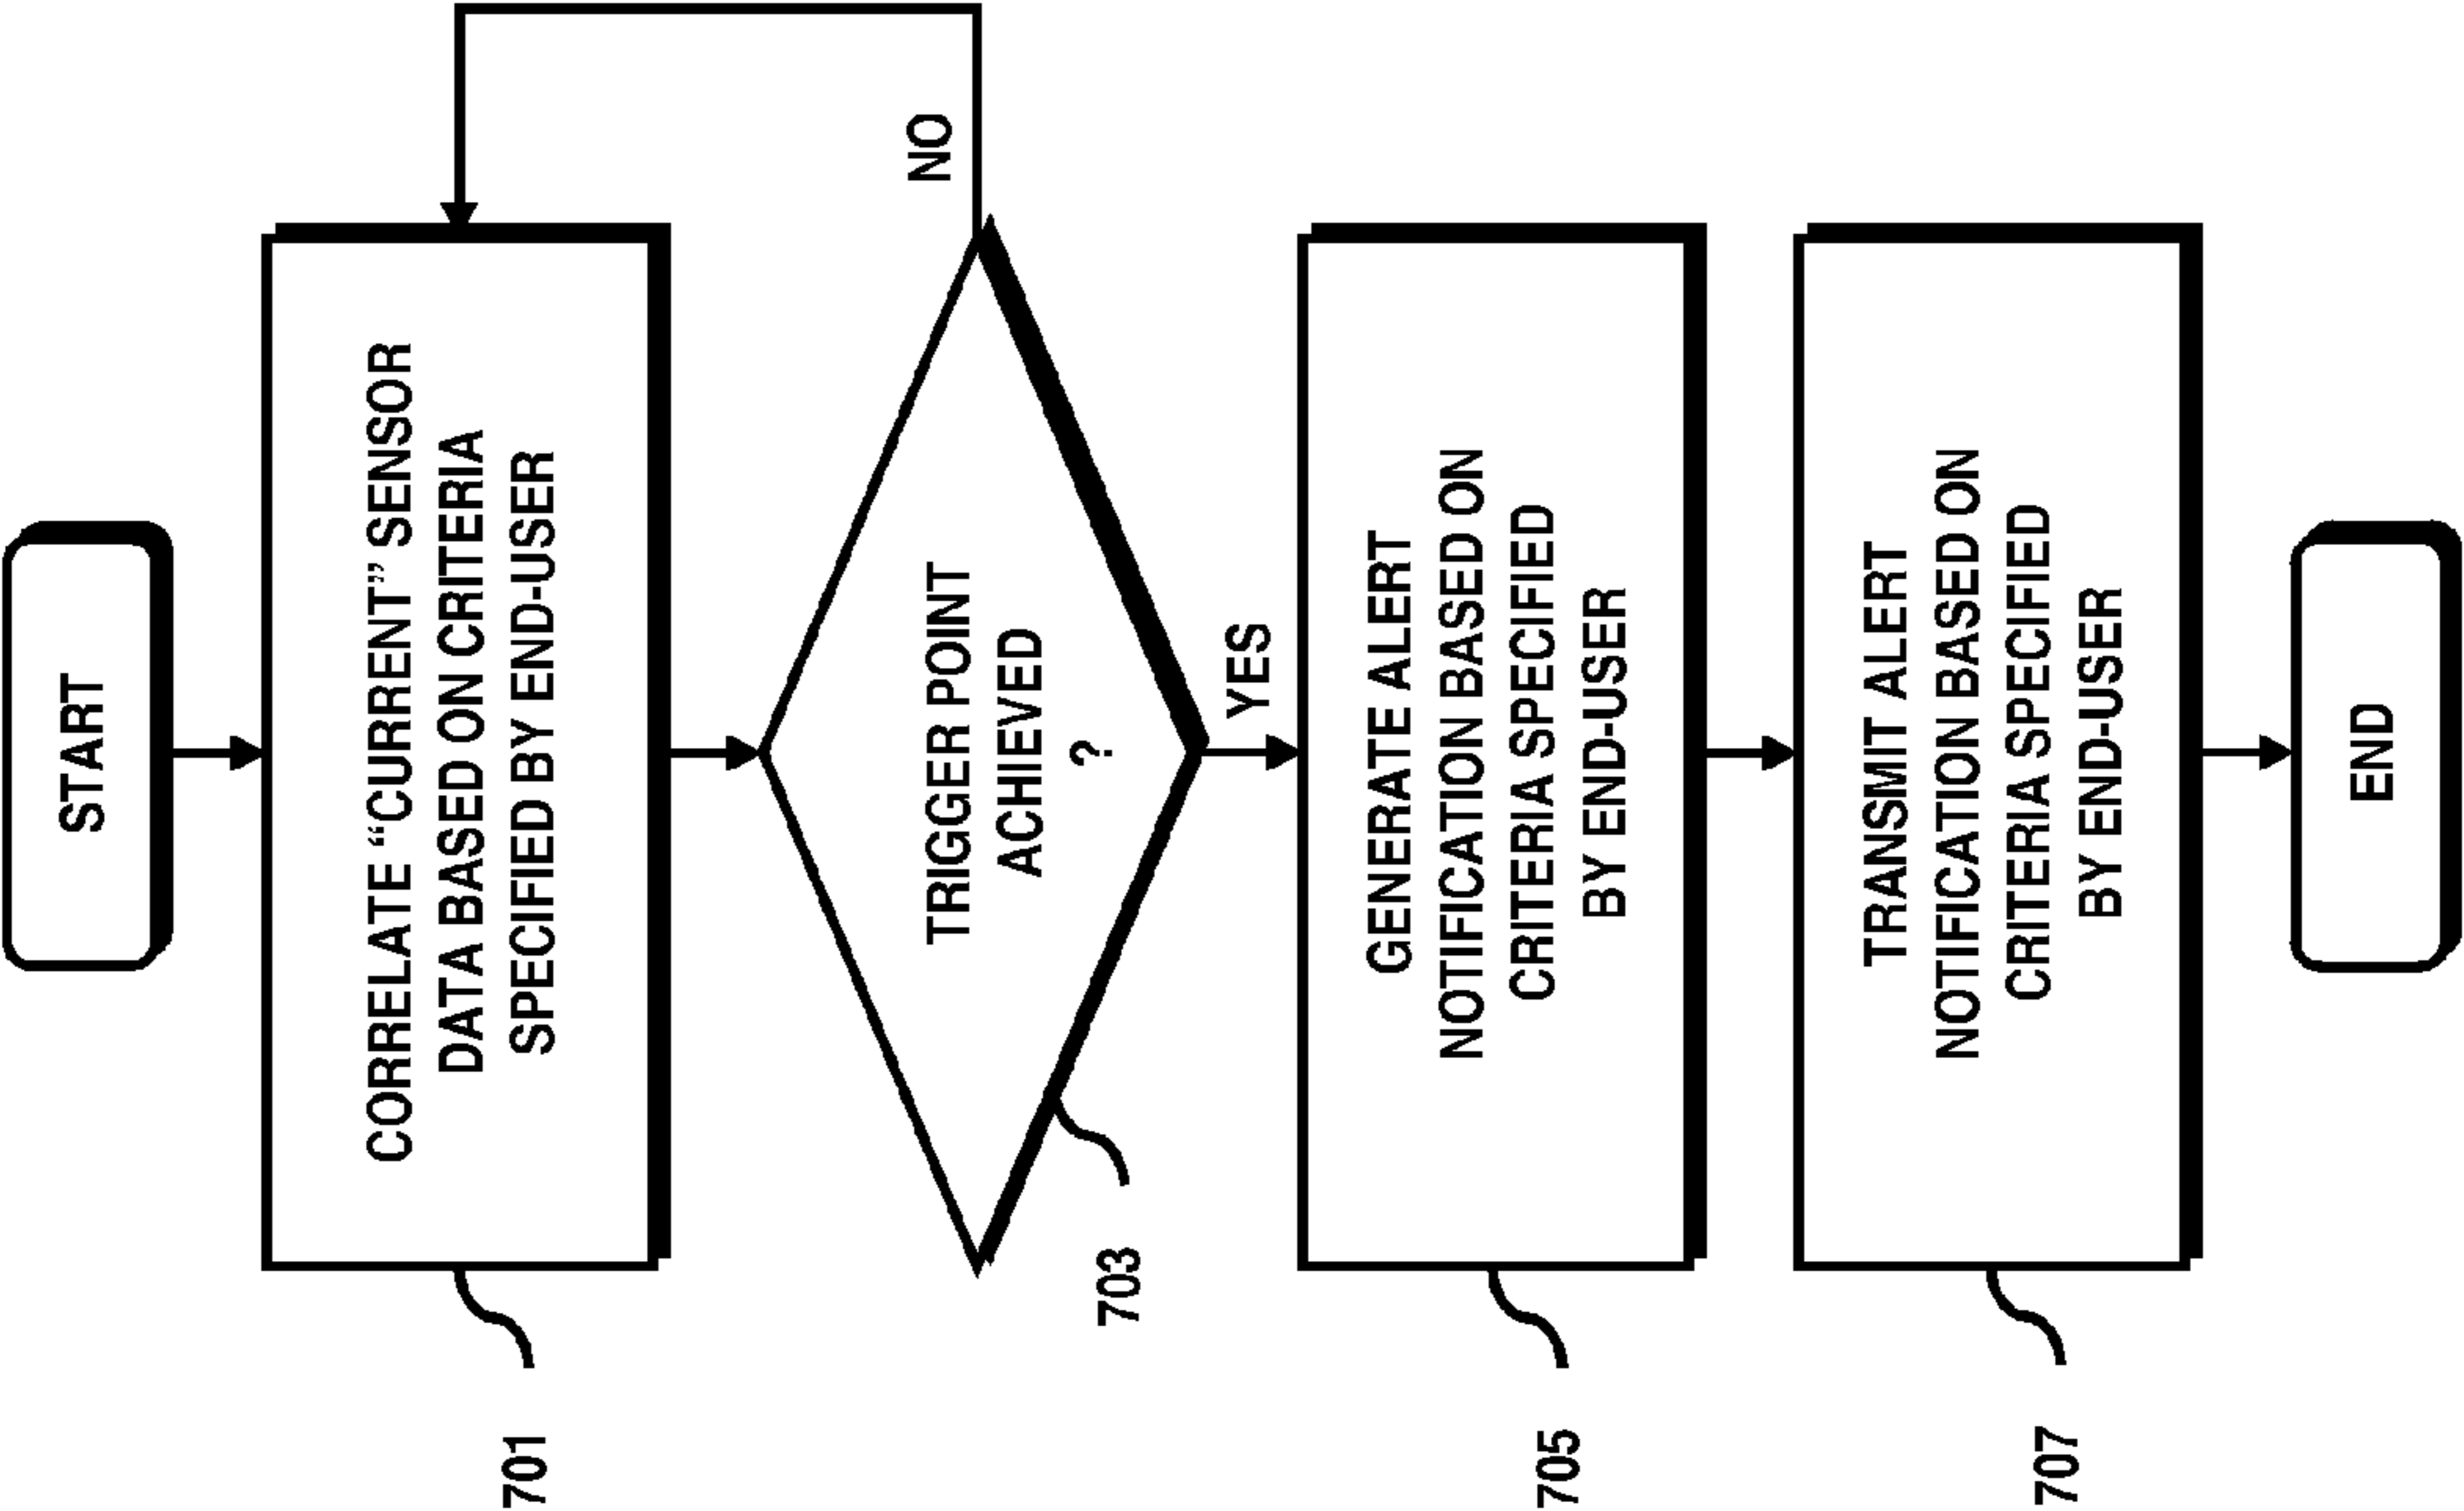 START
CORRELATE “CURRENT” SENSOR
DATA BASED ON CRITERIA
SPECIFIED BY END-USER
701
NO
TRIGGER POINT
ACHIEVED
?
703
YES
GENERATE ALERT
NOTIFICATION BASED ON
CRITERIA SPECIFIED
BY END-USER
705
TRANSMIT ALERT
NOTIFICATION BASED ON
CRITERIA SPECIFIED
BY END-USER
707
END